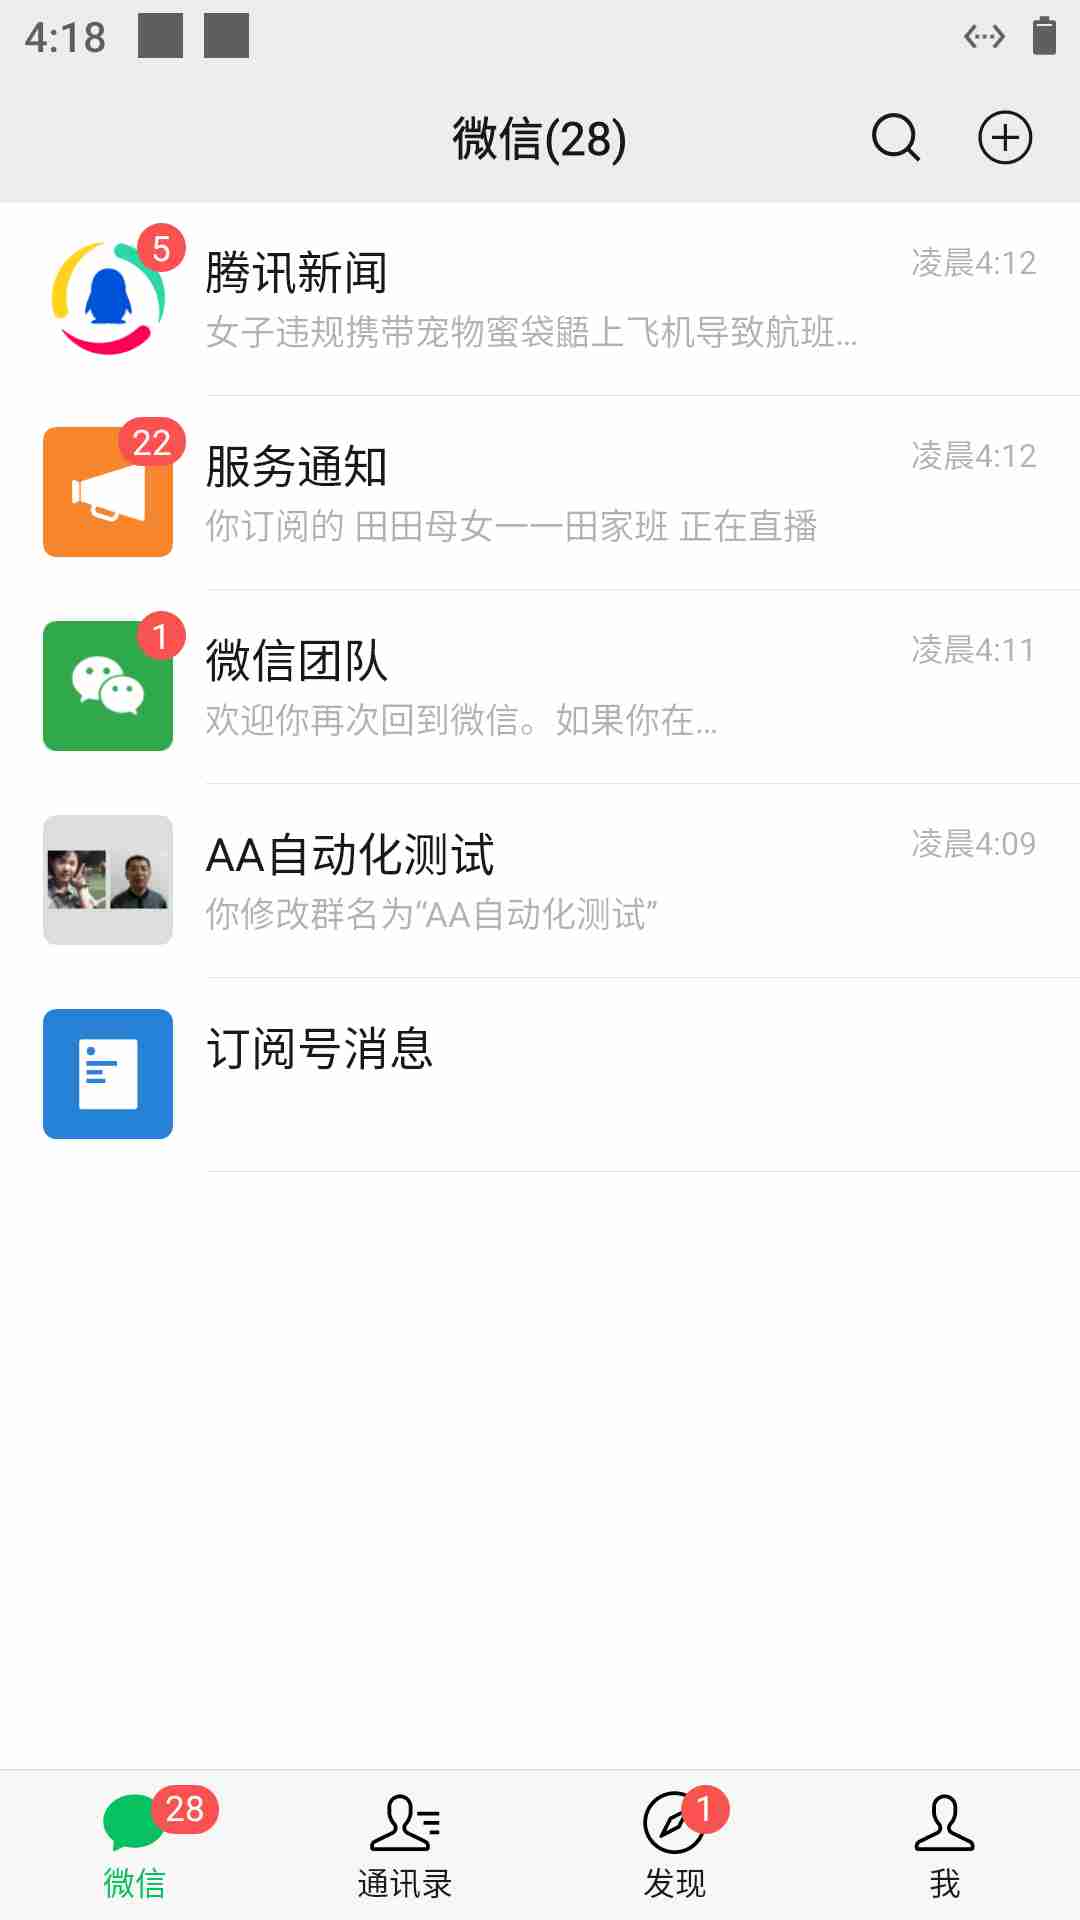 4:18
微信(28)
5
腾讯新闻
凌晨4:12
女子违规携带宠物蜜袋鼯上飞机导致航班...
22
服务通知
凌晨4:12
你订阅的 田田母女一一田家班 正在直播
1
微信团队
凌晨4:11
欢迎你再次回到微信。如果你在...
AA自动化测试
凌晨4:09
你修改群名为“AA自动化测试”
订阅号消息
28
1
微信
通讯录
发现
我